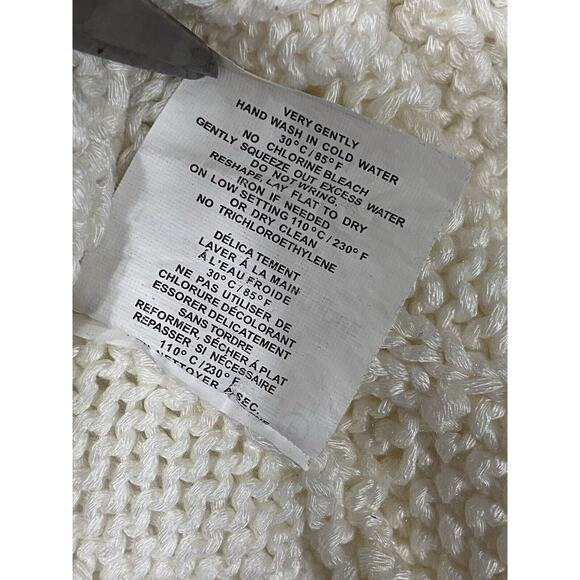 VERY GENTLY
HAND WASH IN COLD WATER
30°C/85°F
NO CHLORINE BLEACH
GENTLY SQUEEZE OUT EXCESS WATER
DO NOT WRING.
RESHAPE, LAY FLAT TO DRY
IRON IF NEEDED
ON LOW SETTING 110°C/230°F
OR DRY CLEAN
NO TRICHLOROETHYLENE
DÉLICATEMENT
LAVER À LA MAIN
À L'EAU FROIDE
30°C/85°F
NE PAS UTILISER DE
CHLORURE DÉCOLORANT
ESSORER DELICATEMENT
SANS TORDRE
REFORMER, SÉCHER À PLAT
REPASSER SI NÉCESSAIRE
110°C/230°F
NETTOYER SEC.